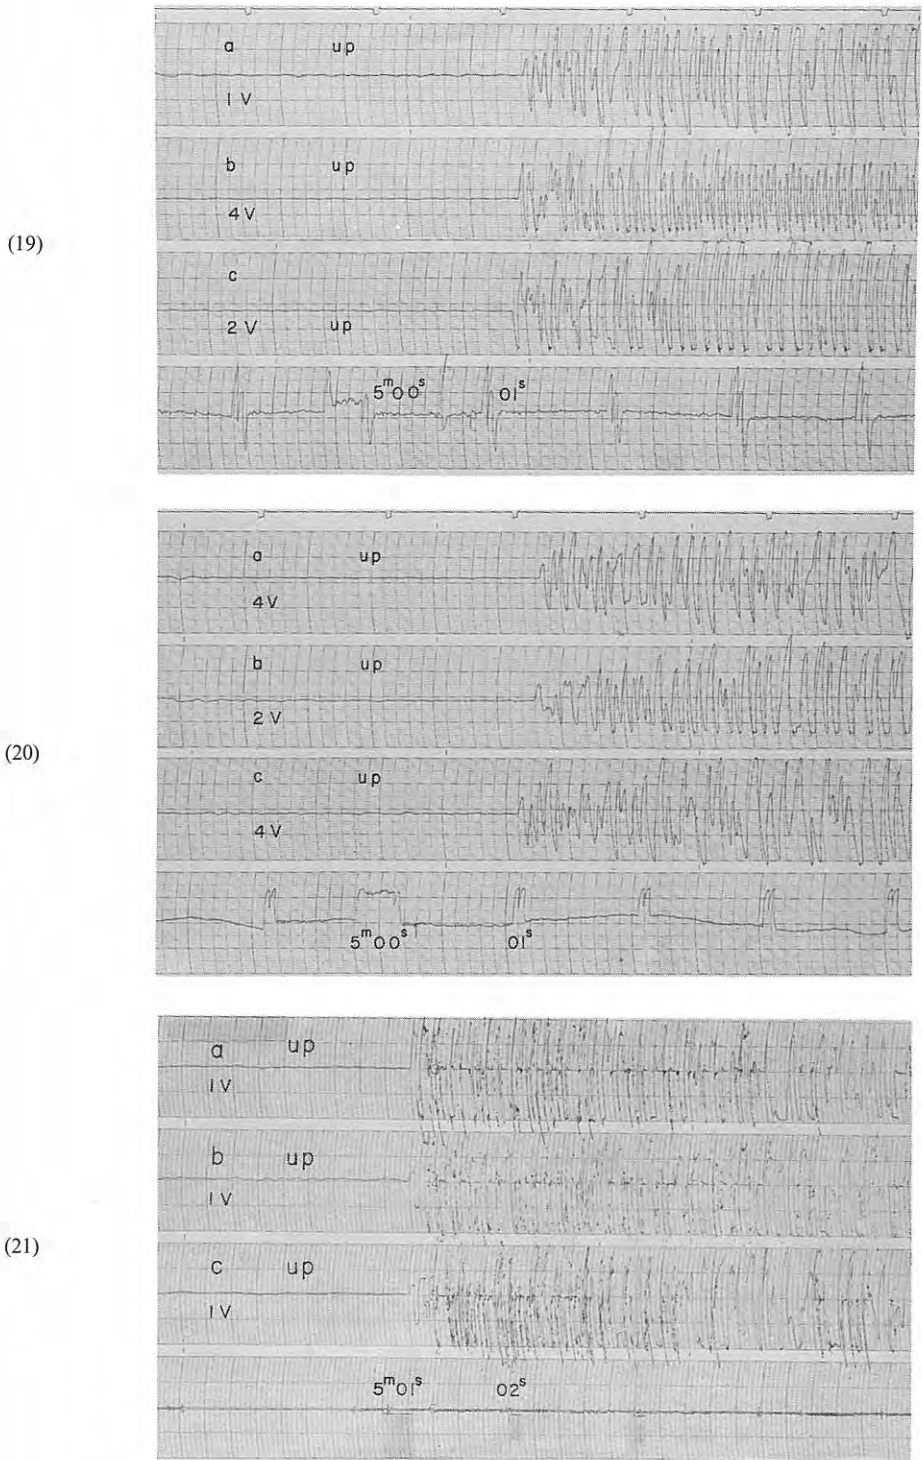 a up
1 V
b up
4 V
(19)
c
2 V up
5ᵐ00ˢ 01ˢ
a up
4 V
b up
2 V
(20)
c up
4 V
5ᵐ00ˢ 01ˢ
a up
1 V
b up
1 V
(21)
c up
1 V
5ᵐ01ˢ 02ˢ